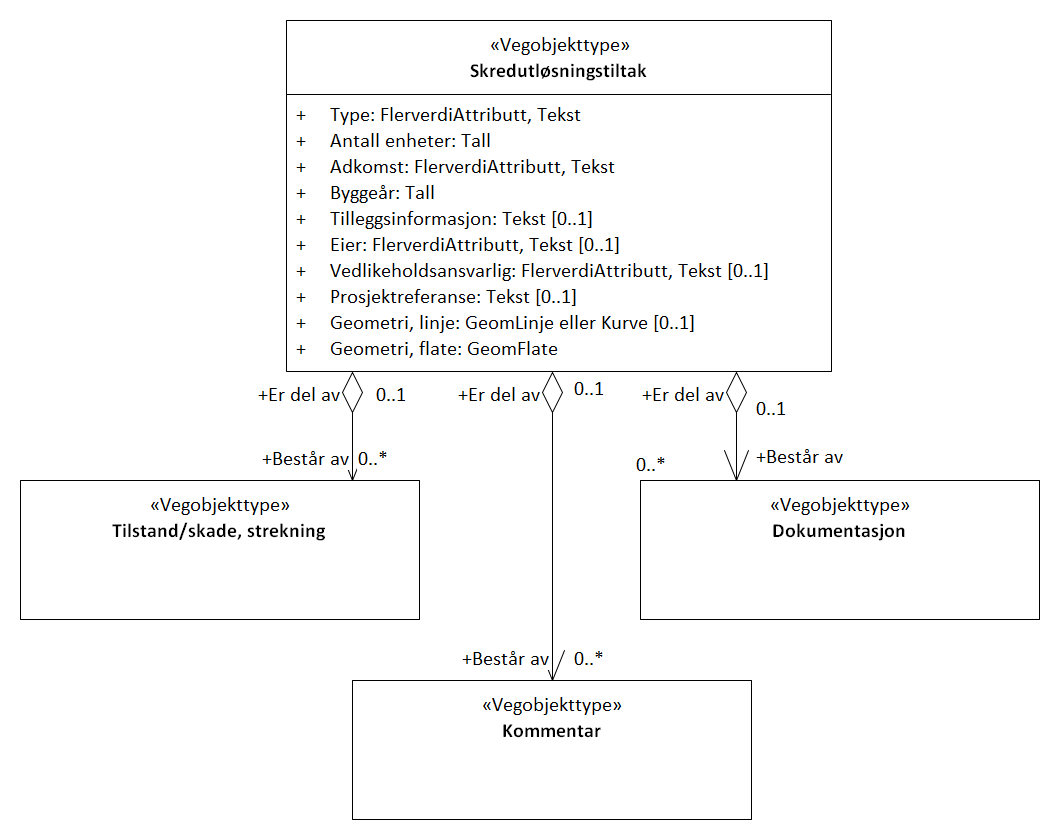 «Vegobjekttype»
Skredutløsningstiltak
+ Type: FlerverdiAttributt, Tekst
+ Antall enheter: Tall
+ Adkomst: FlerverdiAttributt, Tekst
+ Byggeår: Tall
+ Tilleggsinformasjon: Tekst [0..1]
+ Eier: FlerverdiAttributt, Tekst [0..1]
+ Vedlikeholdsansvarlig: FlerverdiAttributt, Tekst [0..1]
+ Prosjektreferanse: Tekst [0..1]
+ Geometri, linje: GeomLinje eller Kurve [0..1]
+ Geometri, flate: GeomFlate
+Er del av 0..1
+Er del av 0..1
+Er del av 0..1
+Består av 0..*
0..* +Består av
«Vegobjekttype»
Tilstand/skade, strekning
«Vegobjekttype»
Dokumentasjon
+Består av 0..*
«Vegobjekttype»
Kommentar